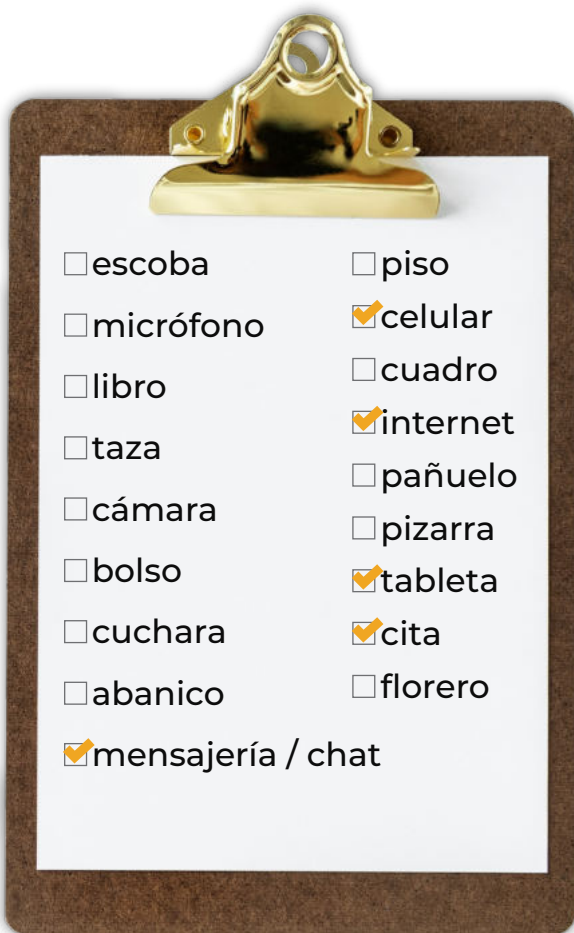 escoba
micrófono
libro
taza
cámara
bolso
cuchara
abanico
mensajería / chat
piso
celular
cuadro
internet
pañuelo
pizarra
tableta
cita
florero